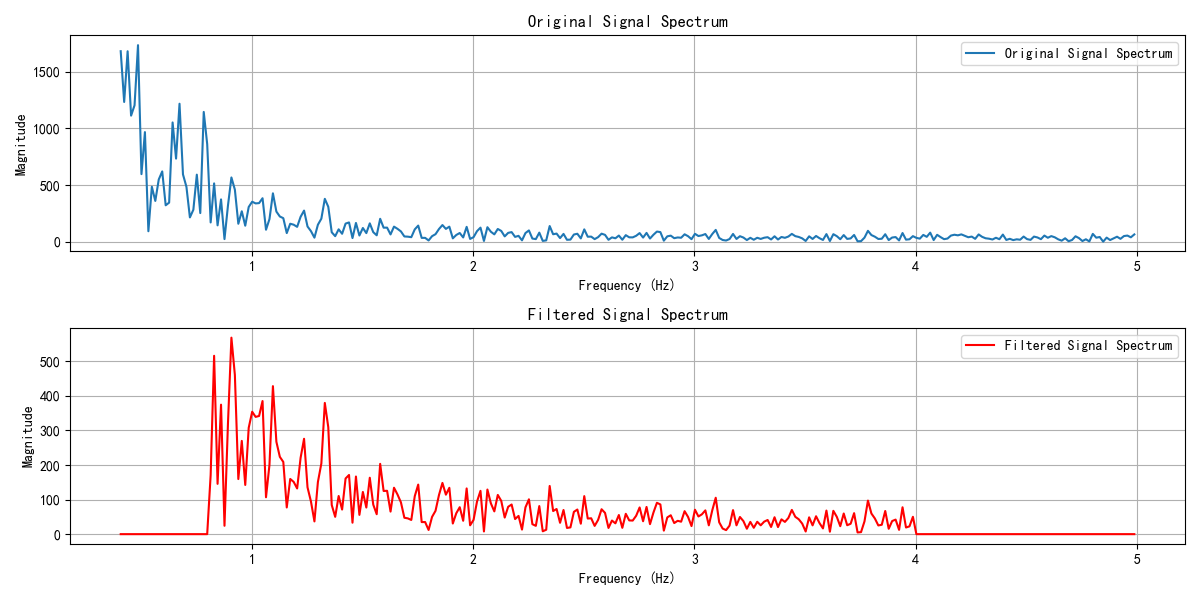 Original Signal Spectrum
Original Signal Spectrum
Magnitude
1500
1000
500
0
1 2 3 4 5
Frequency (Hz)
Filtered Signal Spectrum
Filtered Signal Spectrum
Magnitude
500
400
300
200
100
0
1 2 3 4 5
Frequency (Hz)